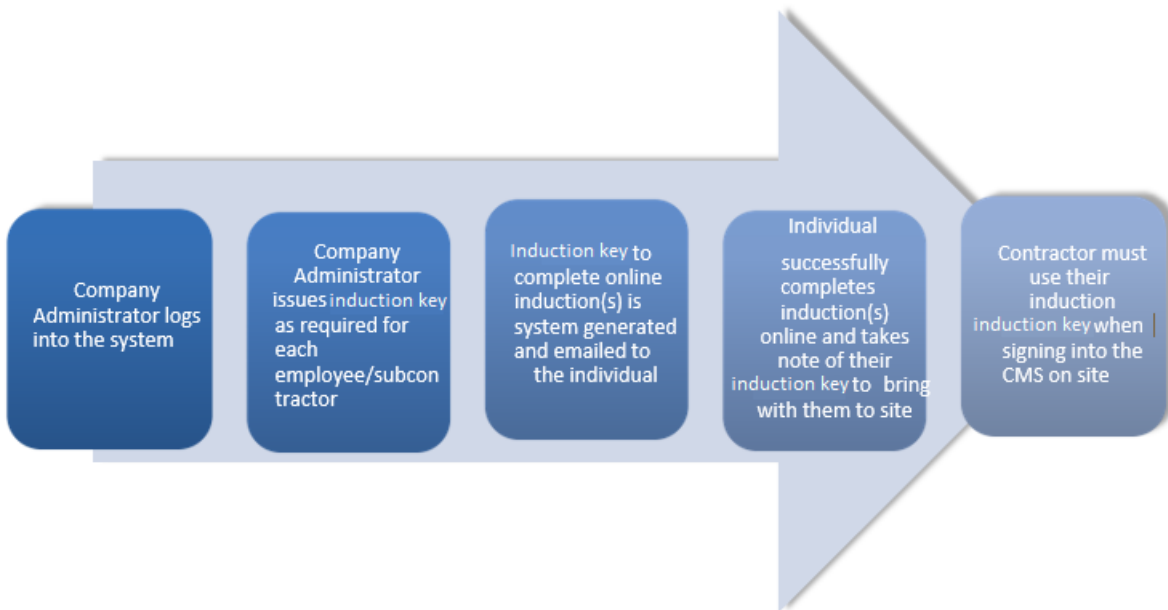 Company
Administrator logs
into the system
Company
Administrator
issues induction key
as required for
each
employee/subcon
tractor
Induction key to
complete online
induction(s) is
system generated
and emailed to
the individual
Individual
successfully
completes
induction(s)
online and takes
note of their
induction key to bring
with them to site
Contractor must
use their
induction
induction key when
signing into the
CMS on site